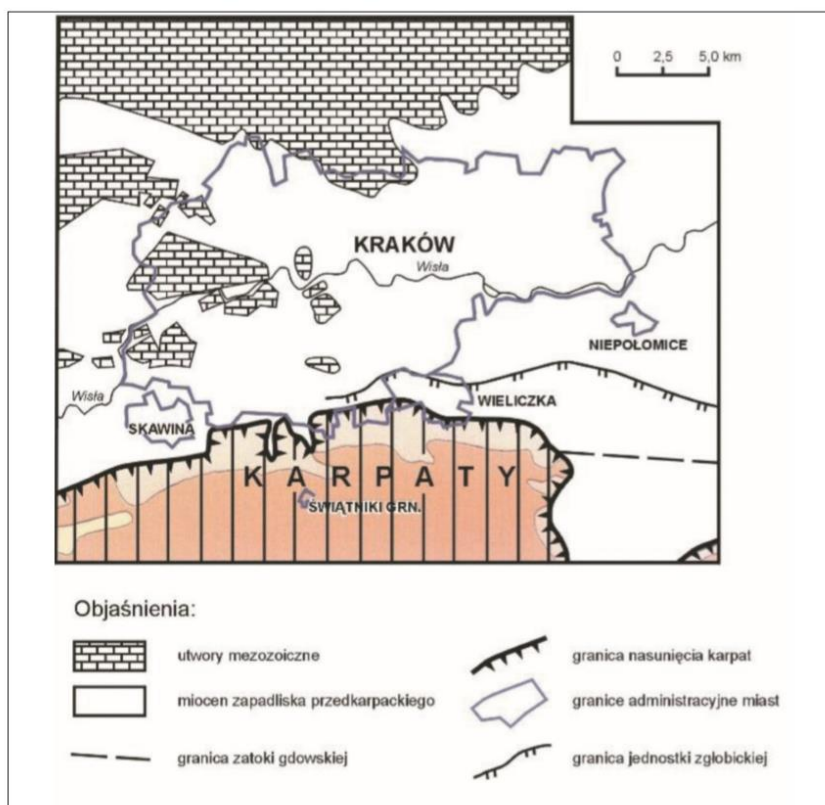 0 2,5 5,0 km
KRAKÓW
Wisła
NIEPOŁOMICE
Wisła
WIELICZKA
SKAWINA
K A R P A T Y
ŚWIĄTNIKI GRN.
Objaśnienia:
utwory mezozoiczne
granica nasunięcia karpat
miocen zapadliska przedkarpackiego
granice administracyjne miast
granica zatoki gdowskiej
granica jednostki zgłobickiej